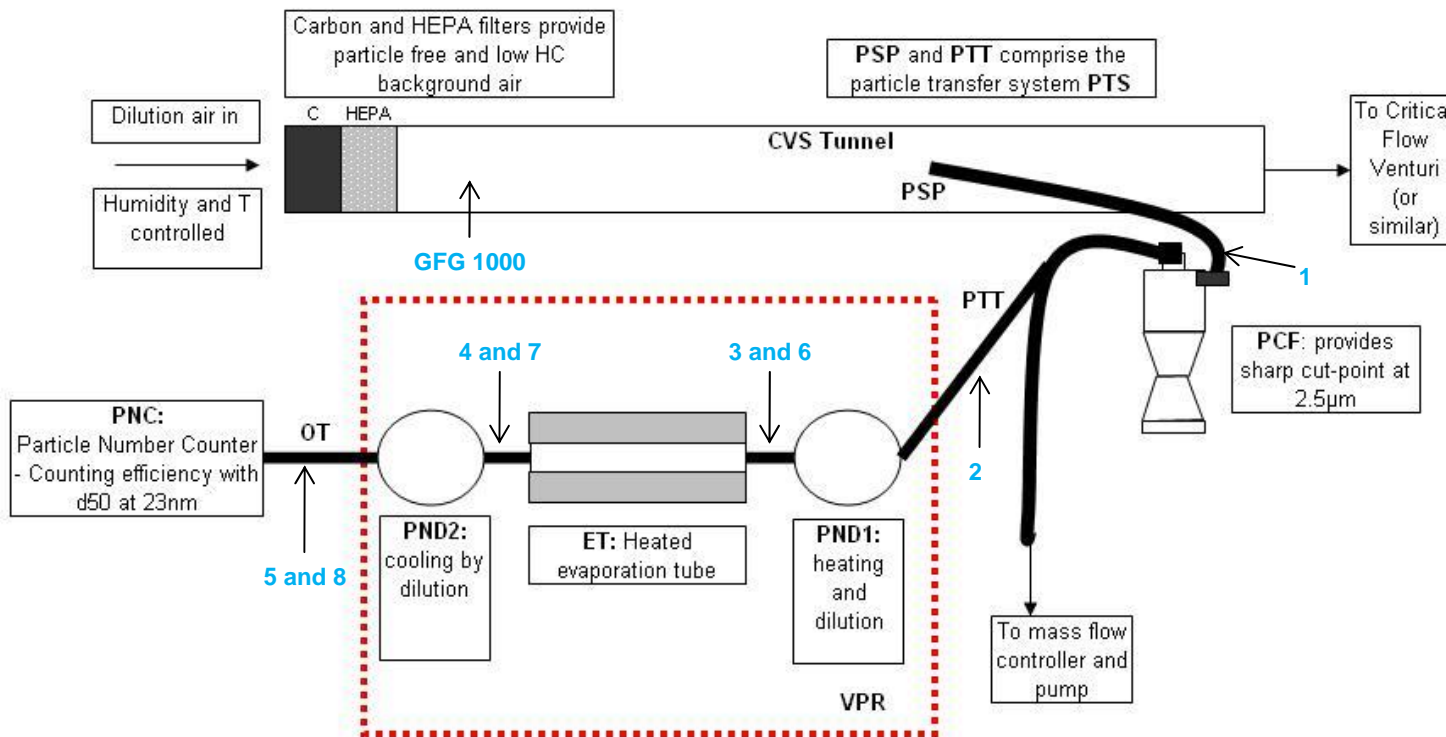 Carbon and HEPA filters provide
particle free and low HC
background air
PSP and PTT comprise the
particle transfer system PTS
Dilution air in
C HEPA
CVS Tunnel
PSP
To Critical
Flow
Venturi
(or
similar)
Humidity and T
controlled
GFG 1000
1
PTT
PCF: provides
sharp cut-point at
2.5µm
4 and 7
3 and 6
2
PNC:
Particle Number Counter
- Counting efficiency with
d50 at 23nm
OT
5 and 8
PND2:
cooling by
dilution
ET: Heated
evaporation tube
PND1:
heating
and
dilution
To mass flow
controller and
pump
VPR